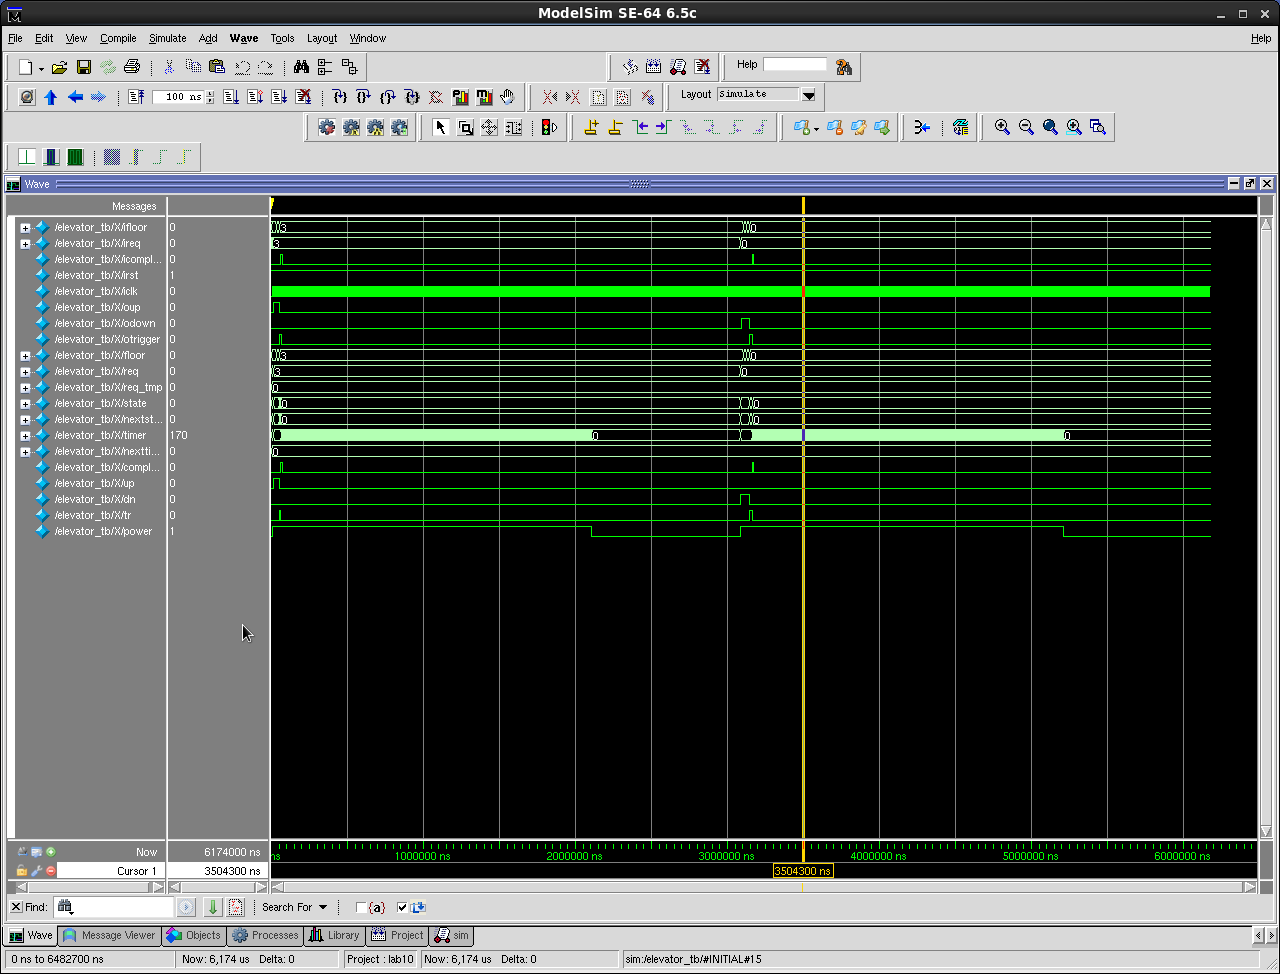 ModelSim SE-64 6.5c
File Edit View Compile Simulate Add Wave Tools Layout Window Help
Help
100 ns Layout Simulate
Wave
Messages
/elevator_tb/X/ifloor 0 3 0
/elevator_tb/X/ireq 0 3 0
/elevator_tb/X/icompl... 0
/elevator_tb/X/irst 1
/elevator_tb/X/iclk 0
/elevator_tb/X/oup 0
/elevator_tb/X/odown 0
/elevator_tb/X/otrigger 0
/elevator_tb/X/floor 0 3 0
/elevator_tb/X/req 0 3 0
/elevator_tb/X/req_tmp 0 0
/elevator_tb/X/state 0 0 0
/elevator_tb/X/nextst... 0 0 0
/elevator_tb/X/timer 170 0 0
/elevator_tb/X/nextti... 0 0
/elevator_tb/X/compl... 0
/elevator_tb/X/up 0
/elevator_tb/X/dn 0
/elevator_tb/X/tr 0
/elevator_tb/X/power 1
Now 6174000 ns ns 1000000 ns 2000000 ns 3000000 ns 4000000 ns 5000000 ns 6000000 ns
Cursor 1 3504300 ns 3504300 ns
Find: Search For {a}
Wave Message Viewer Objects Processes Library Project sim
0 ns to 6482700 ns Now: 6,174 us Delta: 0 Project : lab10 Now: 6,174 us Delta: 0 sim:/elevator_tb/#INITIAL#15